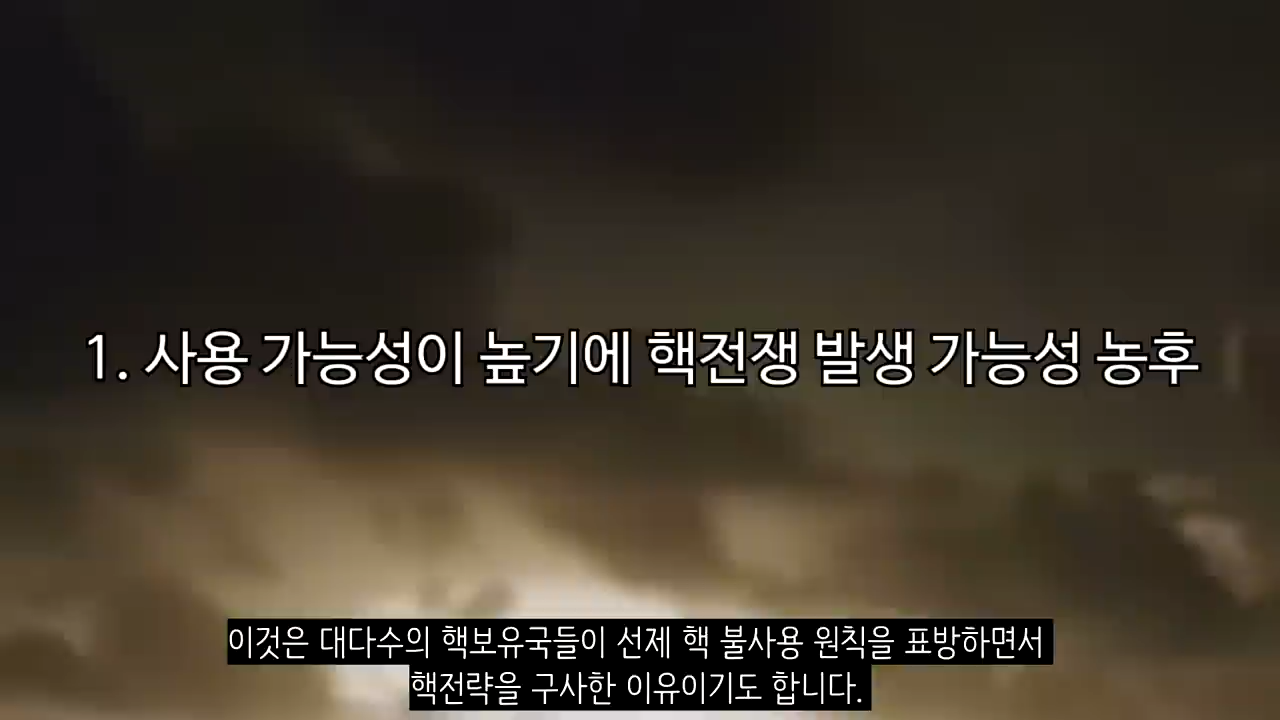 1. 사용 가능성이 높기에 핵전쟁 발생 가능성 농후
이것은 대다수의 핵보유국들이 선제 핵 불사용 원칙을 표방하면서
핵전략을 구사한 이유이기도 합니다.